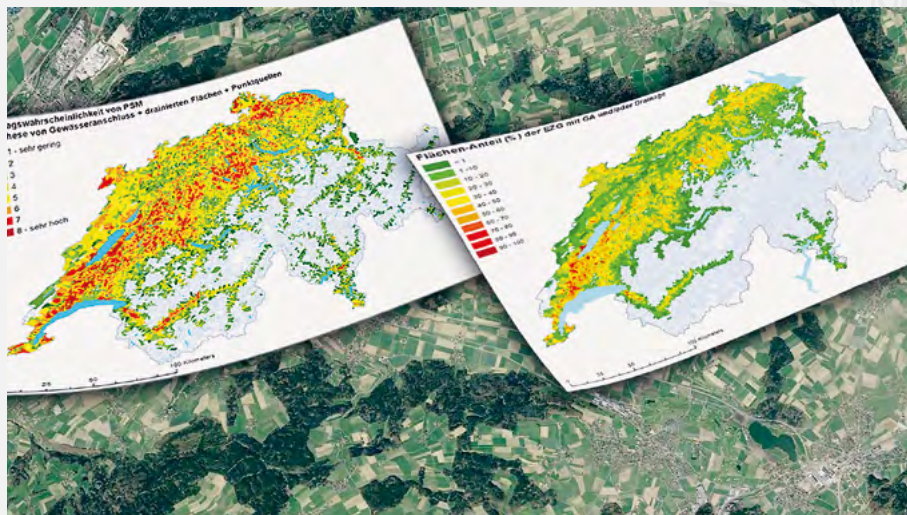 agswahrscheinlichkeit von PSM
hese von Gewässeranschluss + drainierten Flächen + Punktquellen
1 - sehr gering
2
3
4
5
6
7
8 - sehr hoch
100 Kilometers
Flächen-Anteil (%) der EZG mit GA und/oder Drainage
< 1
1 - 10
10 - 20
20 - 30
30 - 40
40 - 50
50 - 60
60 - 70
70 - 80
80 - 90
90 - 100
0
50
100 Kilometers